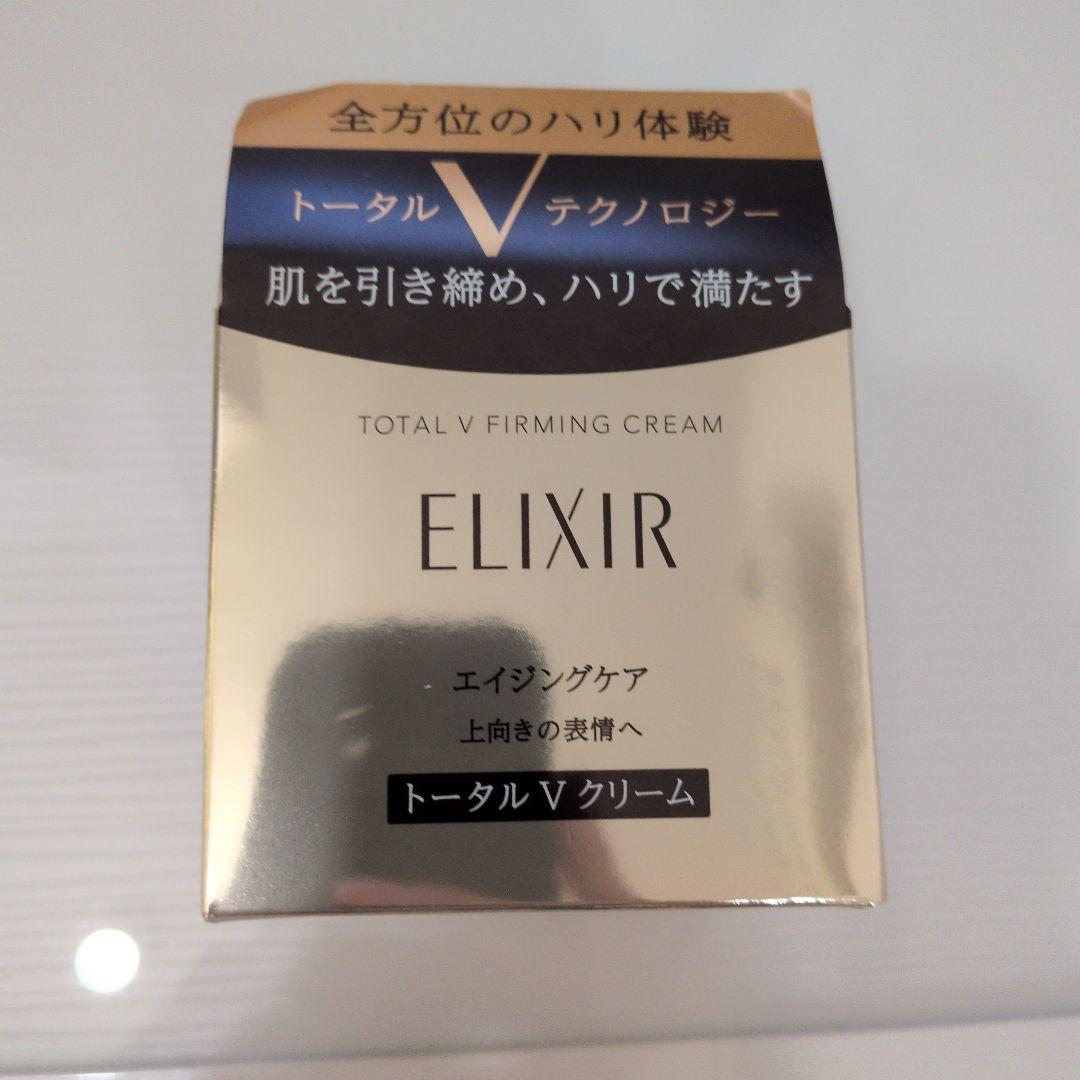 全方位のハリ体験
トータル V テクノロジー
肌を引き締め、ハリで満たす
TOTAL V FIRMING CREAM
ELIXIR
エイジングケア
上向きの表情へ
トータル V クリーム